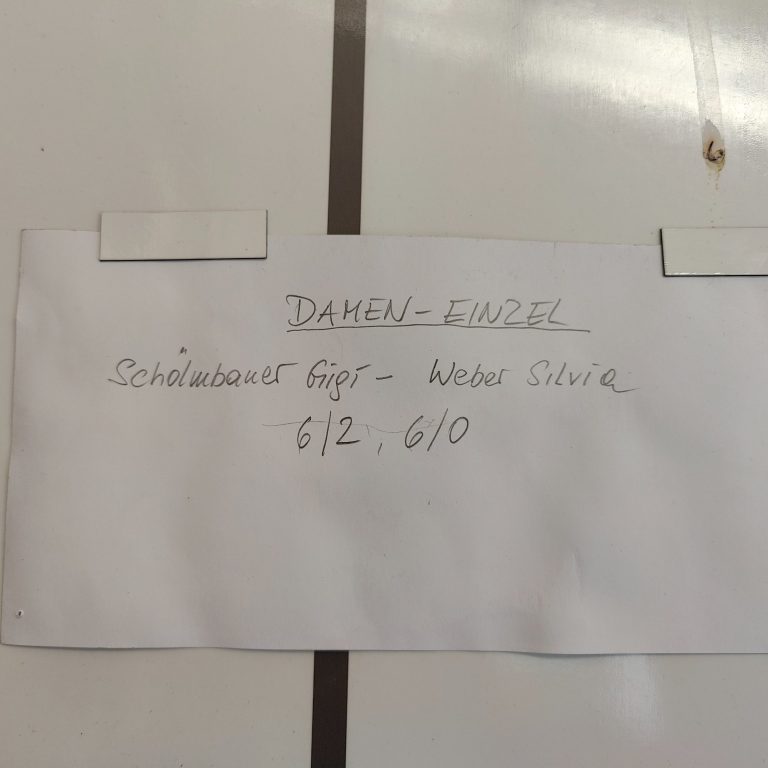 DAMEN - EINZEL
Schölmbauer Gigi - Weber Silvia
6/2, 6/0